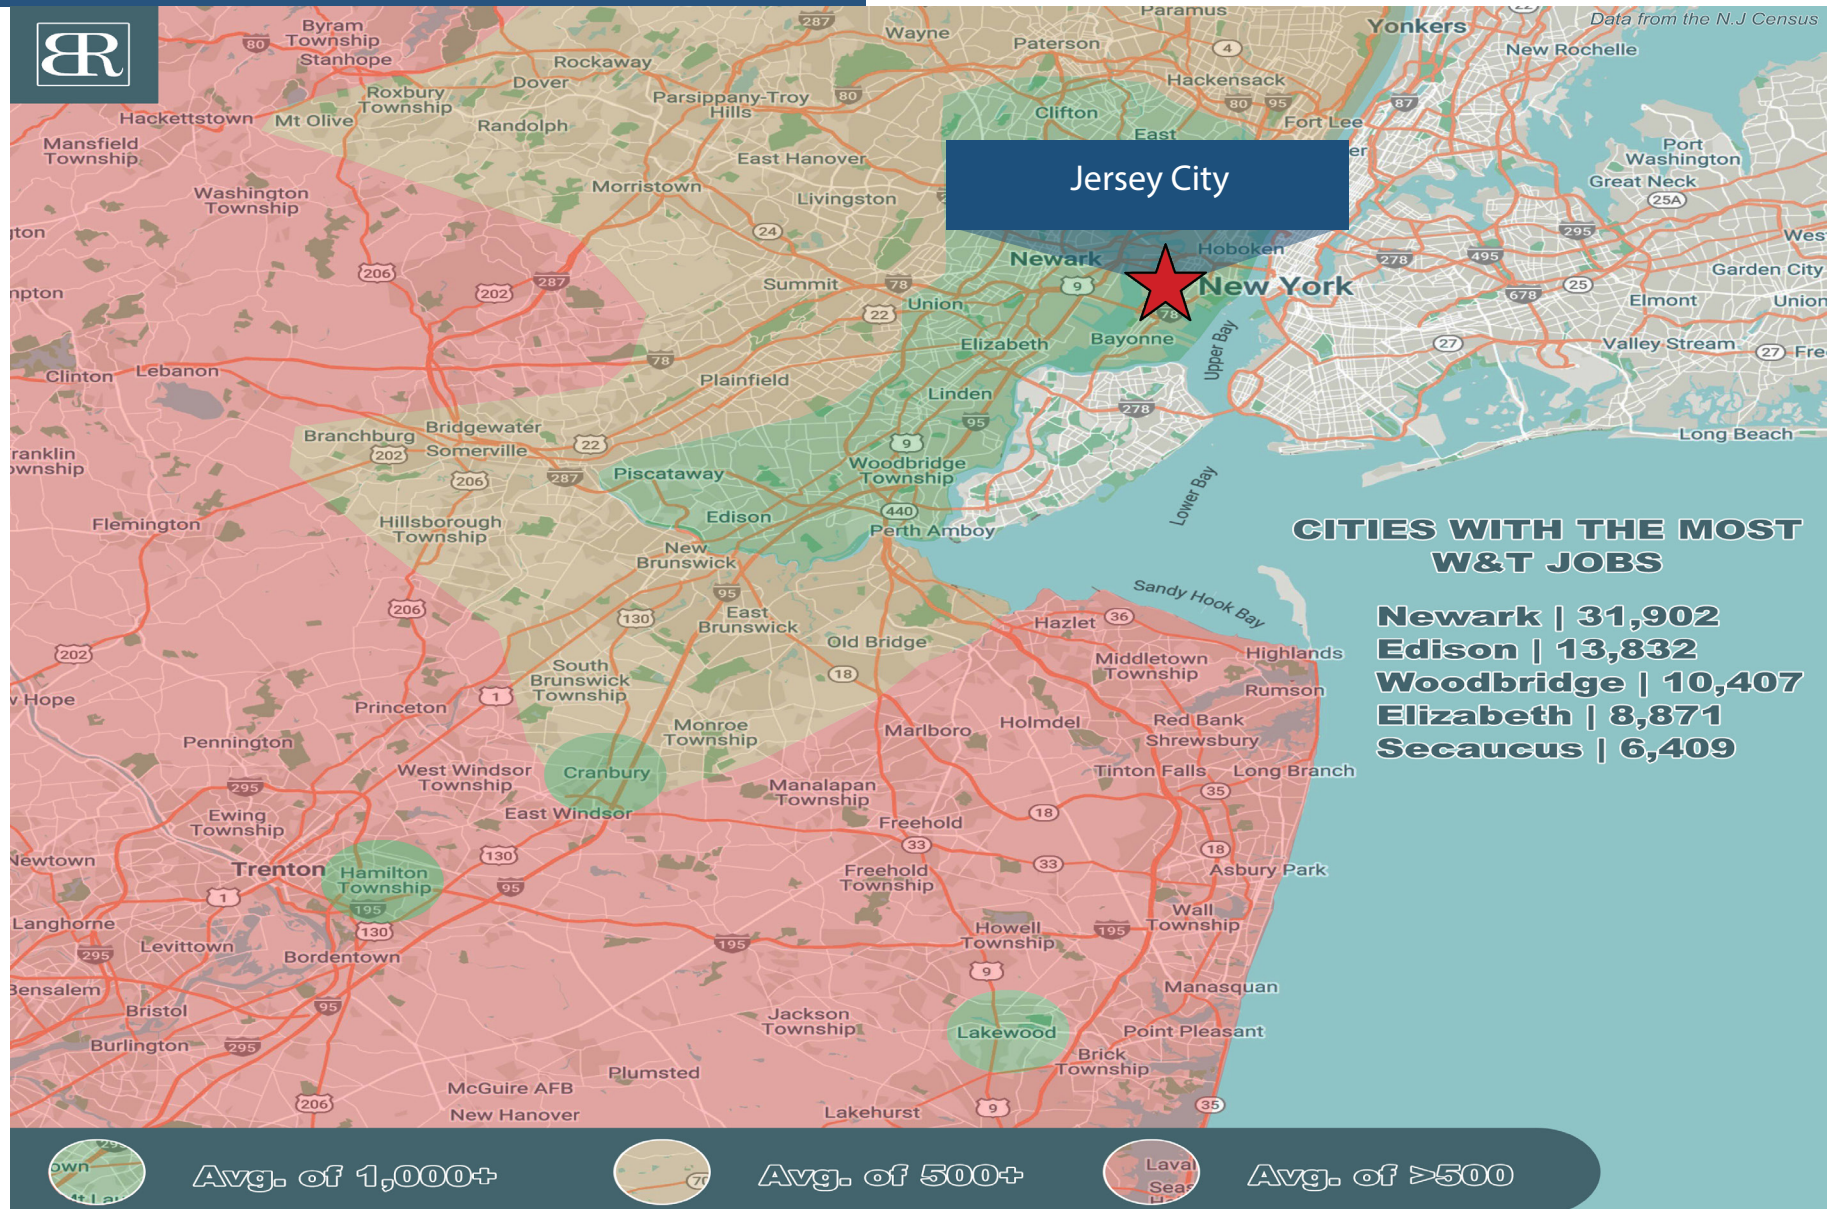 Data from the N.J Census
BR
Jersey City
Byram
Township
Stanhope
Wayne
Paramus
Yonkers
New Rochelle
Paterson
Rockaway
Dover
Hackensack
Roxbury
Township
Parsippany-Troy
Hills
Hackettstown
Mt Olive
Randolph
Clifton
East
Fort Lee
Mansfield
Township
East Hanover
Port
Washington
Great Neck
Washington
Township
Morristown
Livingston
Hoboken
Newark
New York
Summit
Union
Garden City
Elmont
Union
Elizabeth
Bayonne
Upper Bay
Valley Stream
Clinton
Lebanon
Plainfield
Linden
Long Beach
Branchburg
Bridgewater
Somerville
Piscataway
Woodbridge
Township
Lower Bay
Flemington
Hillsborough
Township
Edison
Perth Amboy
New
Brunswick
East
Brunswick
Old Bridge
Sandy Hook Bay
Hazlet
Highlands
Middletown
Township
Rumson
South
Brunswick
Township
Princeton
Monroe
Township
Marlboro
Holmdel
Red Bank
Shrewsbury
Pennington
West Windsor
Township
Cranbury
Manalapan
Township
Tinton Falls
Long Branch
Ewing
Township
East Windsor
Freehold
Newtown
Trenton
Hamilton
Township
Freehold
Township
Asbury Park
Langhorne
Levittown
Bordentown
Howell
Township
Wall
Township
Bensalem
Bristol
Manasquan
Jackson
Township
Lakewood
Point Pleasant
Burlington
Brick
Township
Plumsted
McGuire AFB
New Hanover
Lakehurst
CITIES WITH THE MOST
W&T JOBS
Newark | 31,902
Edison | 13,832
Woodbridge | 10,407
Elizabeth | 8,871
Secaucus | 6,409
Avg. of 1,000+
Avg. of 500+
Avg. of >500